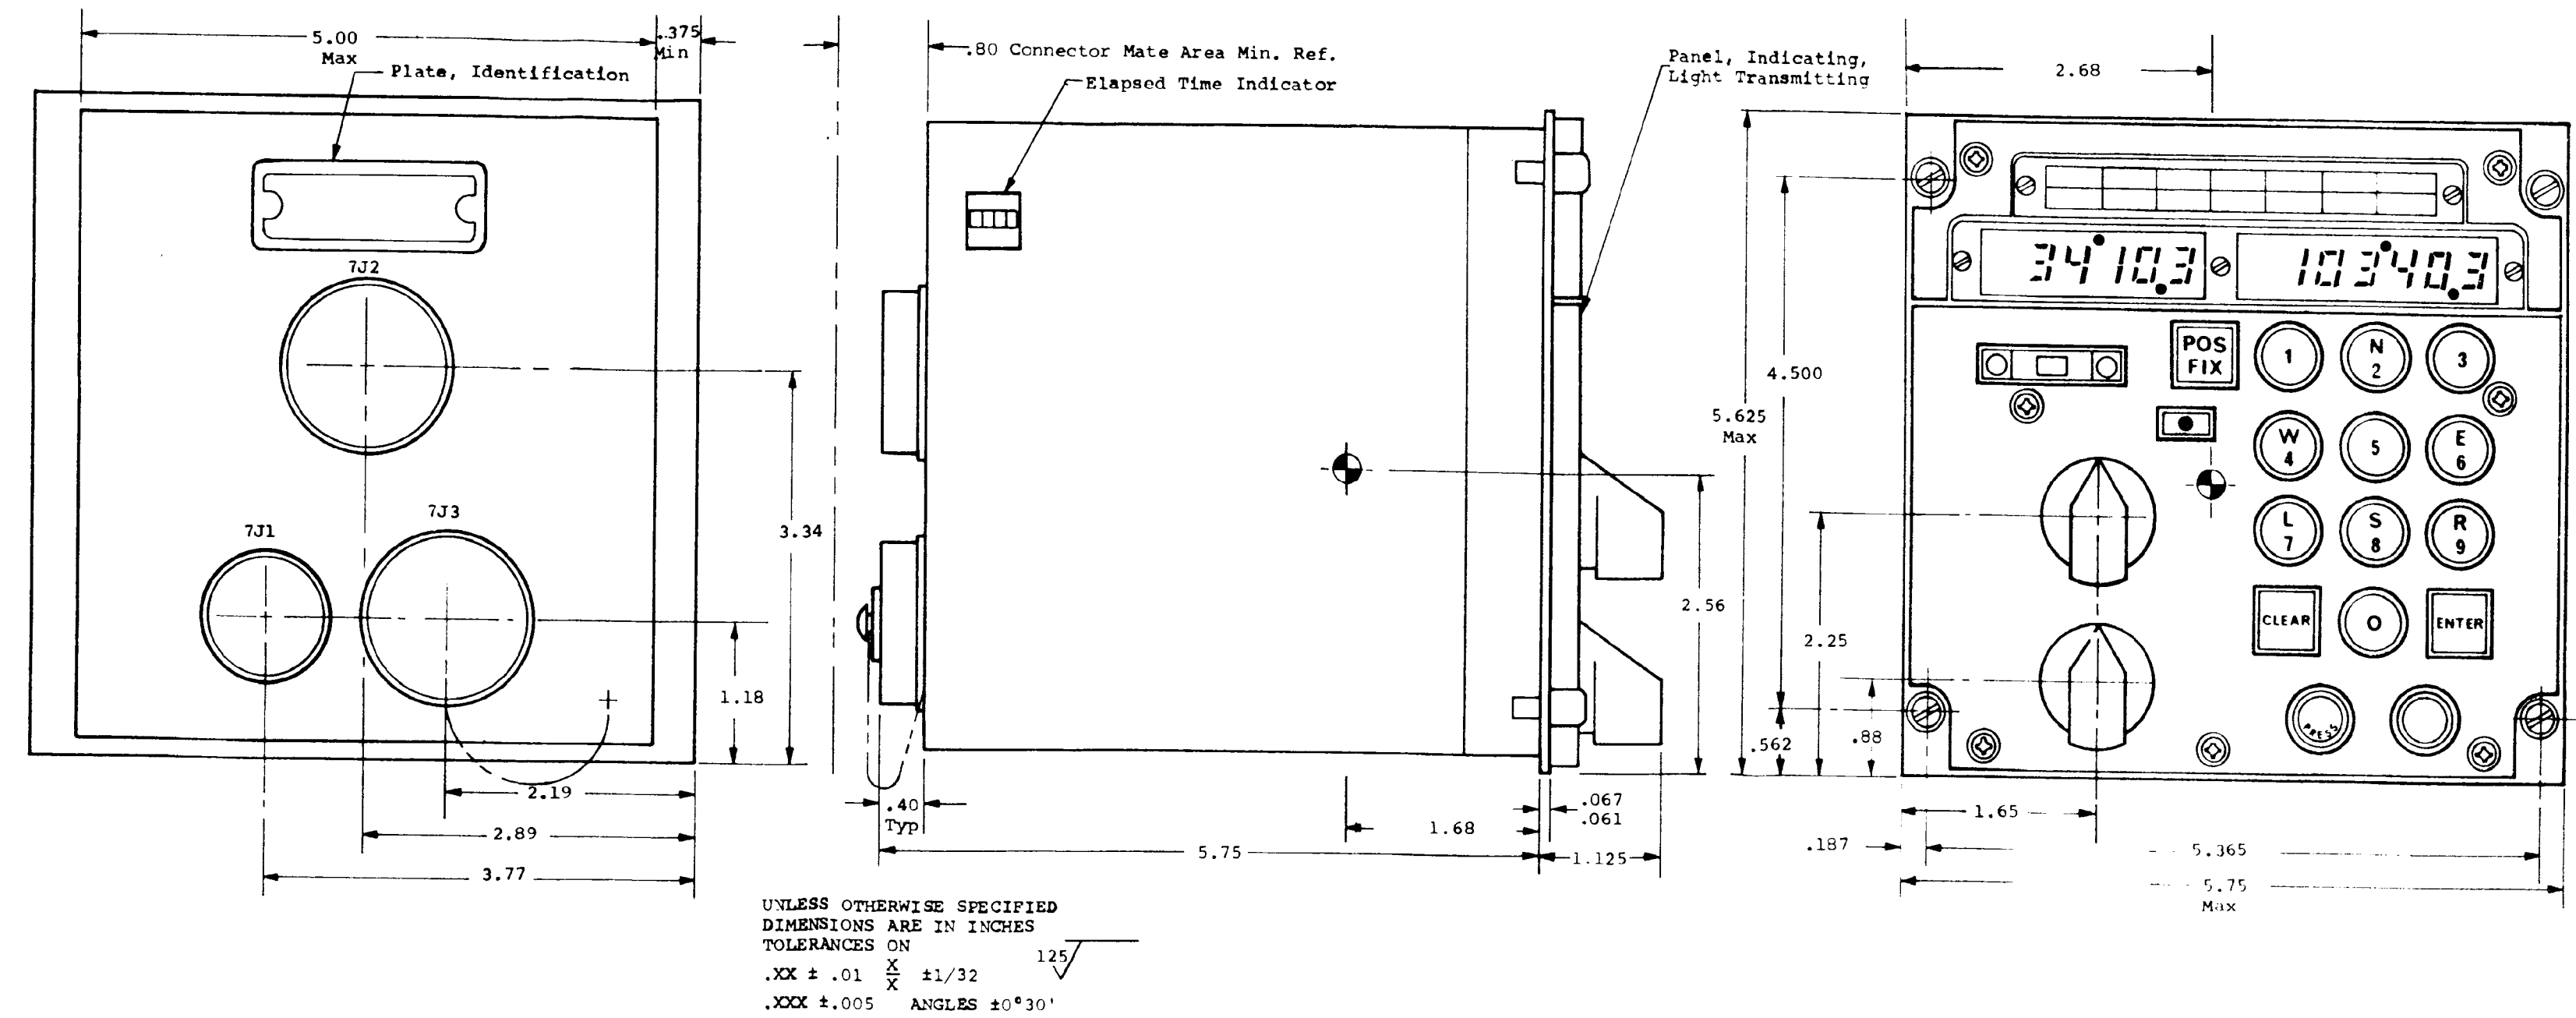 5.00
Max
.375
Min
Plate, Identification
7J2
7J1
7J3
3.34
1.18
2.19
2.89
3.77
.80 Connector Mate Area Min. Ref.
Elapsed Time Indicator
Panel, Indicating,
Light Transmitting
.40
Typ
5.75
1.68
.067
.061
1.125
2.56
5.625
Max
4.500
.562
2.25
.88
2.68
34°10.3
103°40.3
POS
FIX
1
N
2
3
W
4
5
E
6
L
7
S
8
R
9
CLEAR
0
ENTER
PRESS
1.65
.187
5.365
5.75
Max
UNLESS OTHERWISE SPECIFIED
DIMENSIONS ARE IN INCHES
TOLERANCES ON
.XX ± .01 X/X ±1/32
.XXX ±.005 ANGLES ±0°30'
125